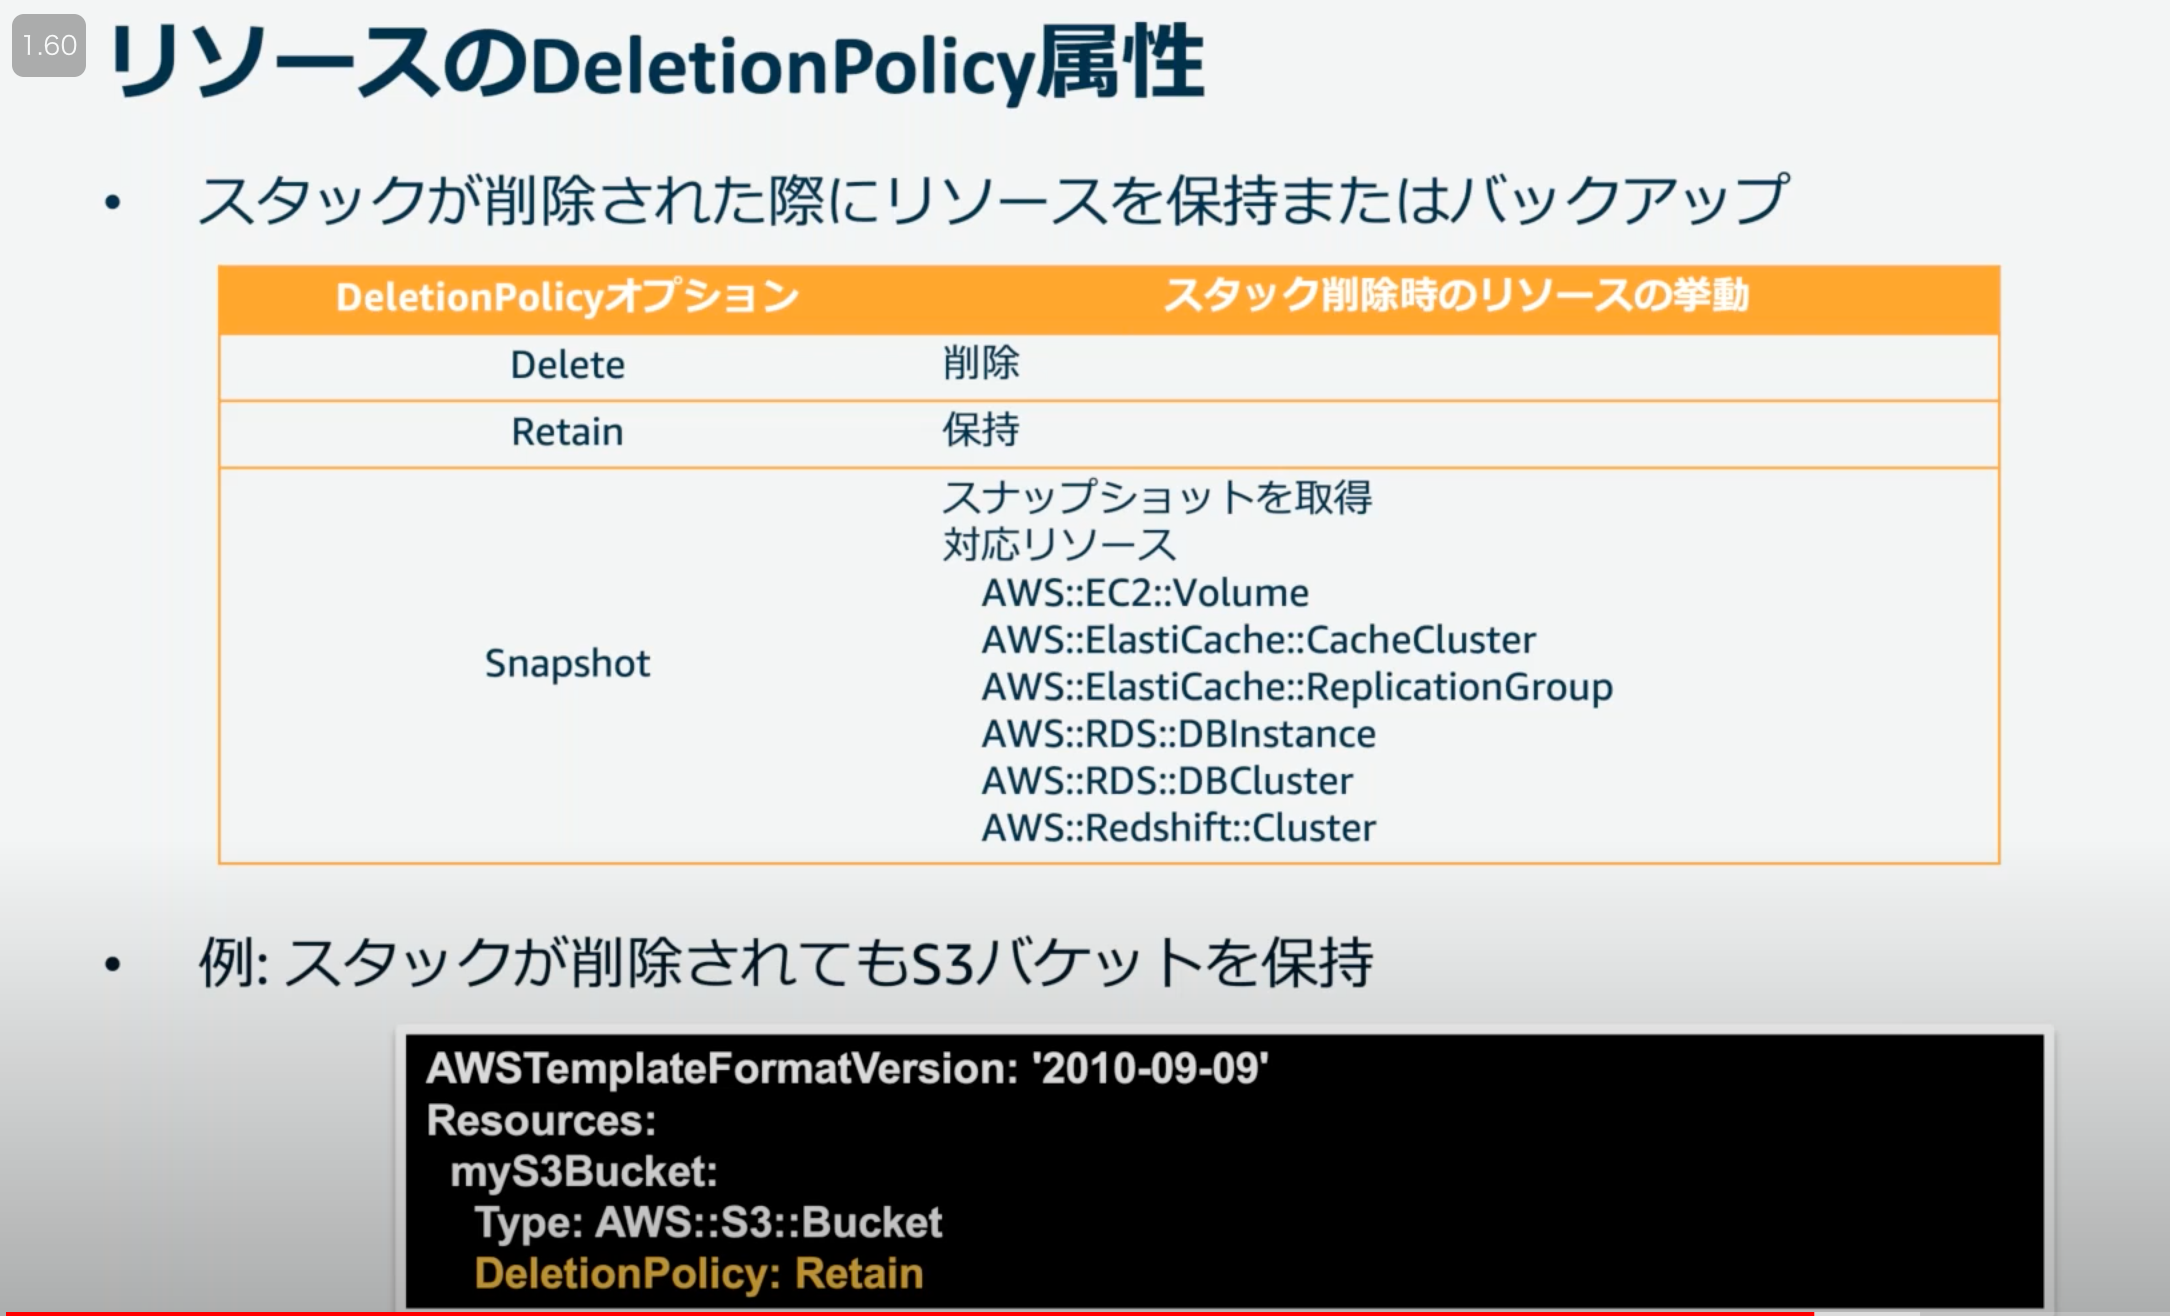 1.60
リソースのDeletionPolicy属性
• スタックが削除された際にリソースを保持またはバックアップ
DeletionPolicyオプション スタック削除時のリソースの挙動
Delete 削除
Retain 保持
Snapshot スナップショットを取得
対応リソース
AWS::EC2::Volume
AWS::ElastiCache::CacheCluster
AWS::ElastiCache::ReplicationGroup
AWS::RDS::DBInstance
AWS::RDS::DBCluster
AWS::Redshift::Cluster
• 例: スタックが削除されてもS3バケットを保持
AWSTemplateFormatVersion: '2010-09-09'
Resources:
  myS3Bucket:
    Type: AWS::S3::Bucket
    DeletionPolicy: Retain